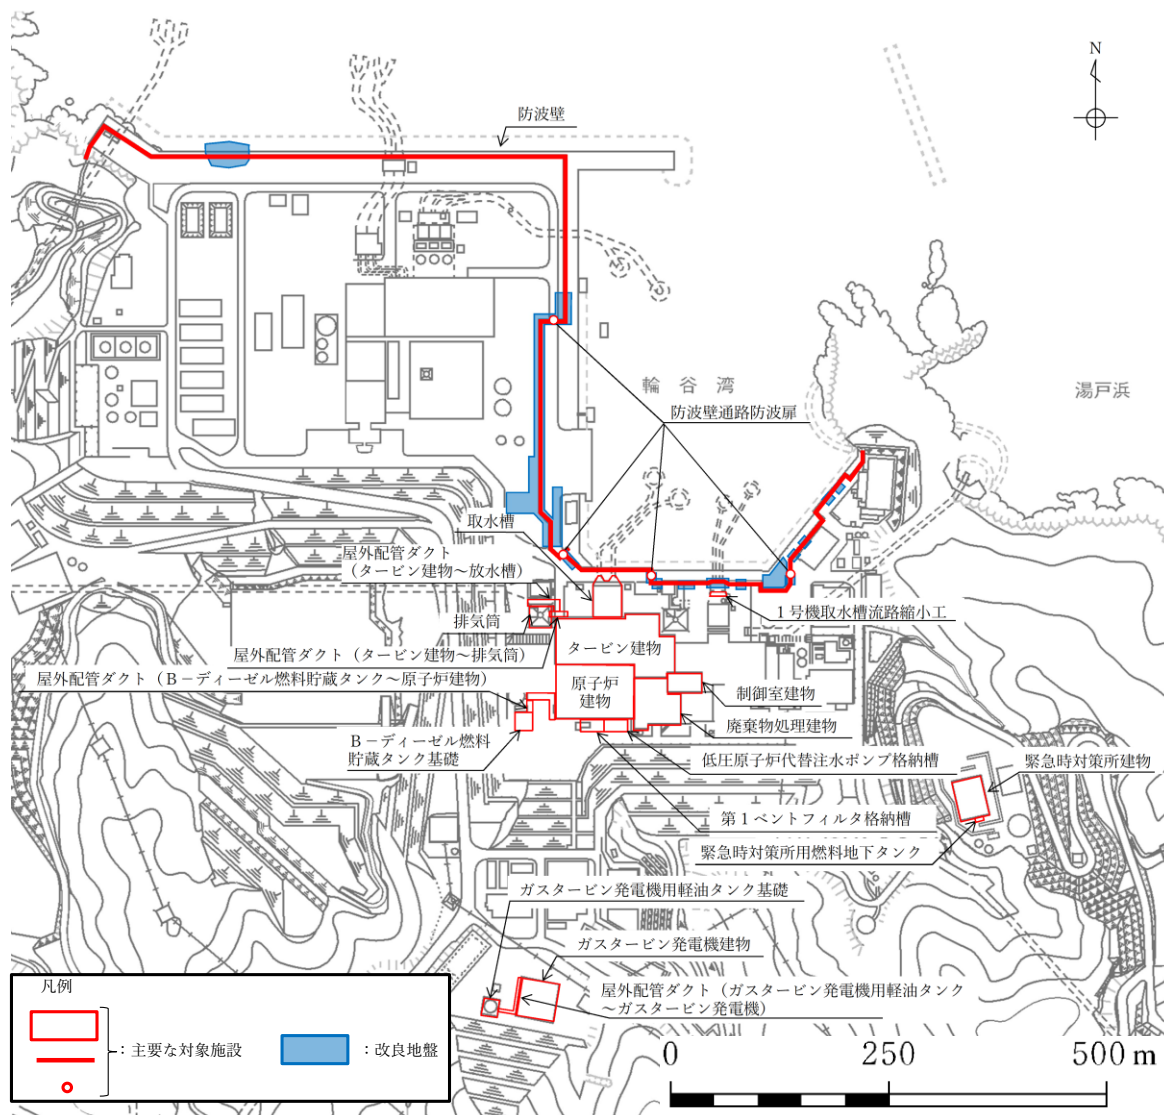 N
防波壁
輪谷湾
湯戸浜
防波壁通路防波扉
取水槽
屋外配管ダクト
（タービン建物～放水槽）
排気筒
1号機取水槽流路縮小工
屋外配管ダクト（タービン建物～排気筒）
タービン建物
屋外配管ダクト（Ｂ－ディーゼル燃料貯蔵タンク～原子炉建物）
原子炉
建物
制御室建物
廃棄物処理建物
Ｂ－ディーゼル燃料
貯蔵タンク基礎
低圧原子炉代替注水ポンプ格納槽
緊急時対策所建物
第１ベントフィルタ格納槽
緊急時対策所用燃料地下タンク
ガスタービン発電機用軽油タンク基礎
ガスタービン発電機建物
屋外配管ダクト（ガスタービン発電機用軽油タンク
～ガスタービン発電機）
凡例
：主要な対象施設
：改良地盤
0 250 500 m